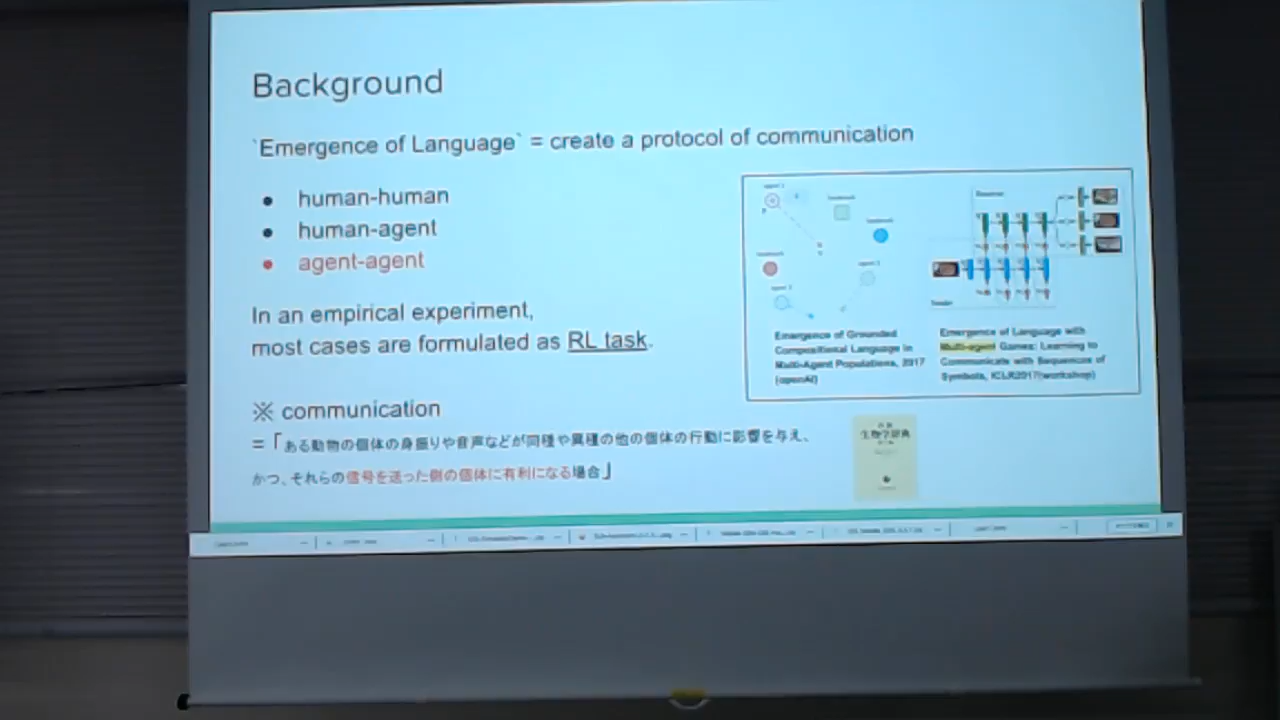 Background
`Emergence of Language` = create a protocol of communication
● human-human
● human-agent
● agent-agent
In an empirical experiment,
most cases are formulated as RL task.
※ communication
=「ある動物の個体の身振りや音声などが同種や異種の他の個体の行動に影響を与え、
かつ、それらの信号を送った側の個体に有利になる場合」
Emergence of Grounded
Compositional Language in
Multi-Agent Populations, 2017
(openAI)
Emergence of Language with
Multi-agent Games: Learning to
Communicate with Sequences of
Symbols, ICLR2017(workshop)
生物学辞典